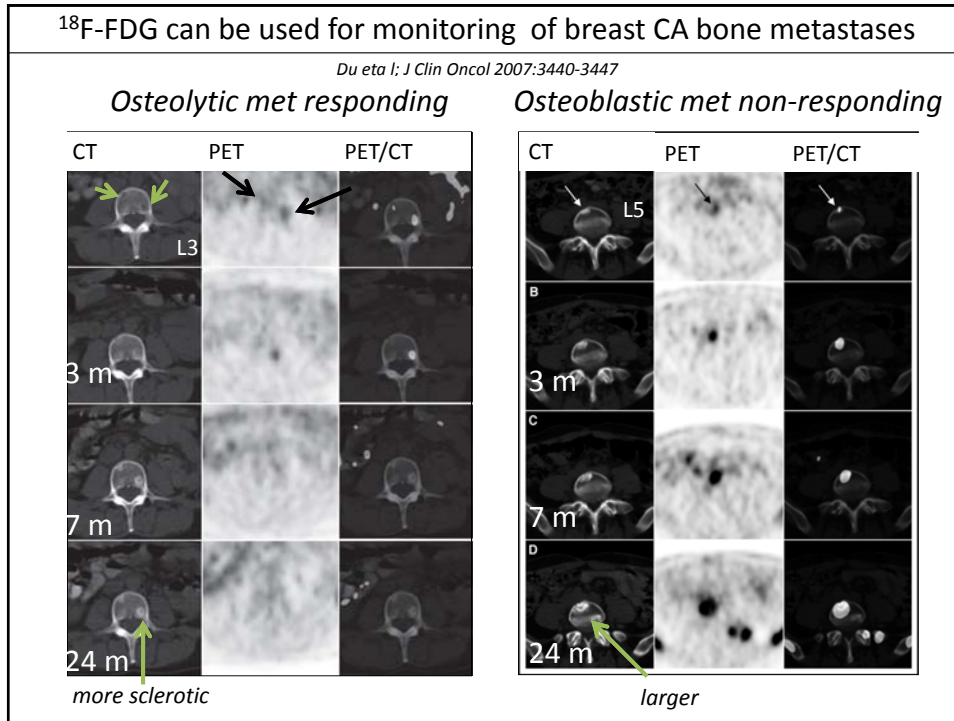 ¹⁸F-FDG can be used for monitoring of breast CA bone metastases
Du eta l; J Clin Oncol 2007:3440-3447
Osteolytic met responding
CT PET PET/CT
L3
3 m
7 m
24 m
more sclerotic
Osteoblastic met non-responding
CT PET PET/CT
L5
B
3 m
C
7 m
D
24 m
larger